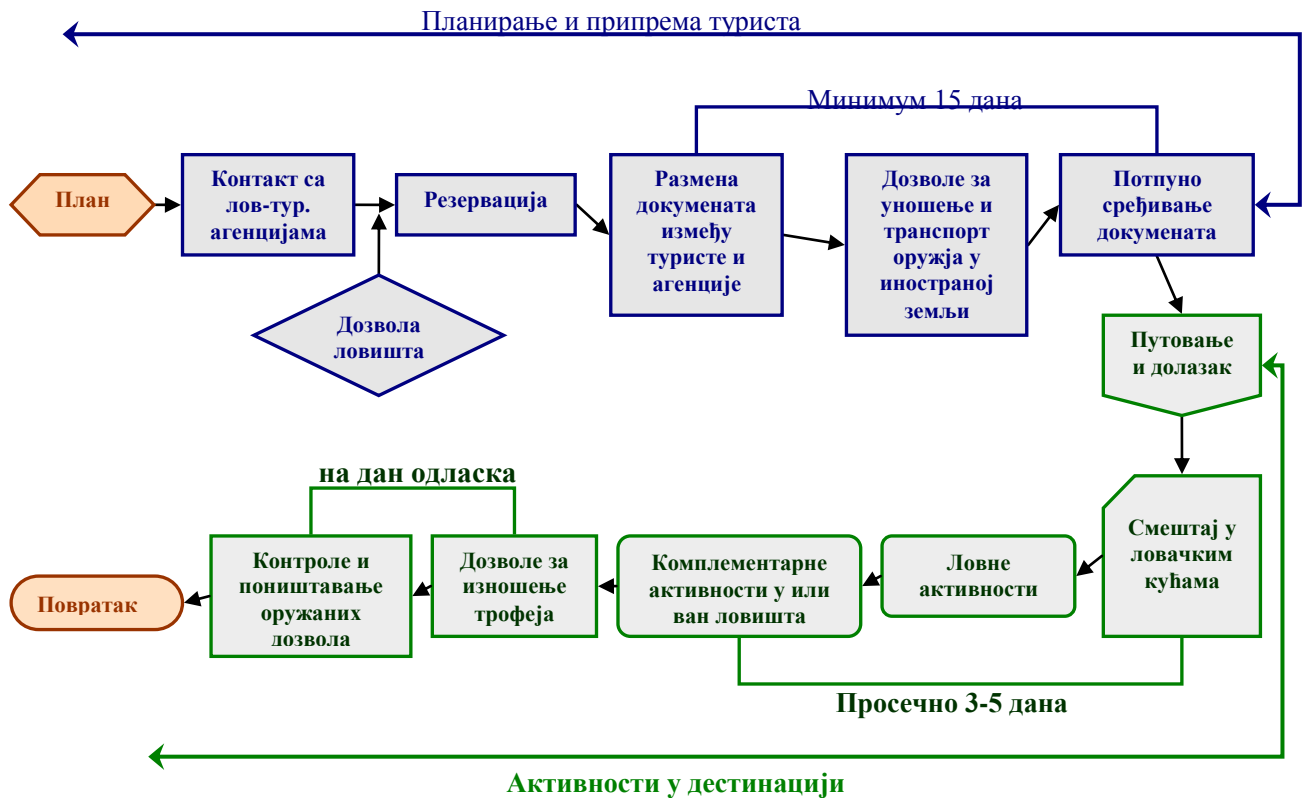 Планирање и припрема туриста
Минимум 15 дана
План
Контакт са
лов-тур.
агенцијама
Резервација
Размена
докумената
између
туристе и
агенције
Дозволе за
уношење и
транспорт
оружја у
иностраној
земљи
Потпуно
сређивање
докумената
Дозвола
ловишта
Путовање
и долазак
на дан одласка
Смештај у
ловачким
кућама
Ловне
активности
Комплементарне
активности у или
ван ловишта
Дозволе за
изношење
трофеја
Контроле и
поништавање
оружаних
дозвола
Повратак
Просечно 3-5 дана
Активности у дестинацији